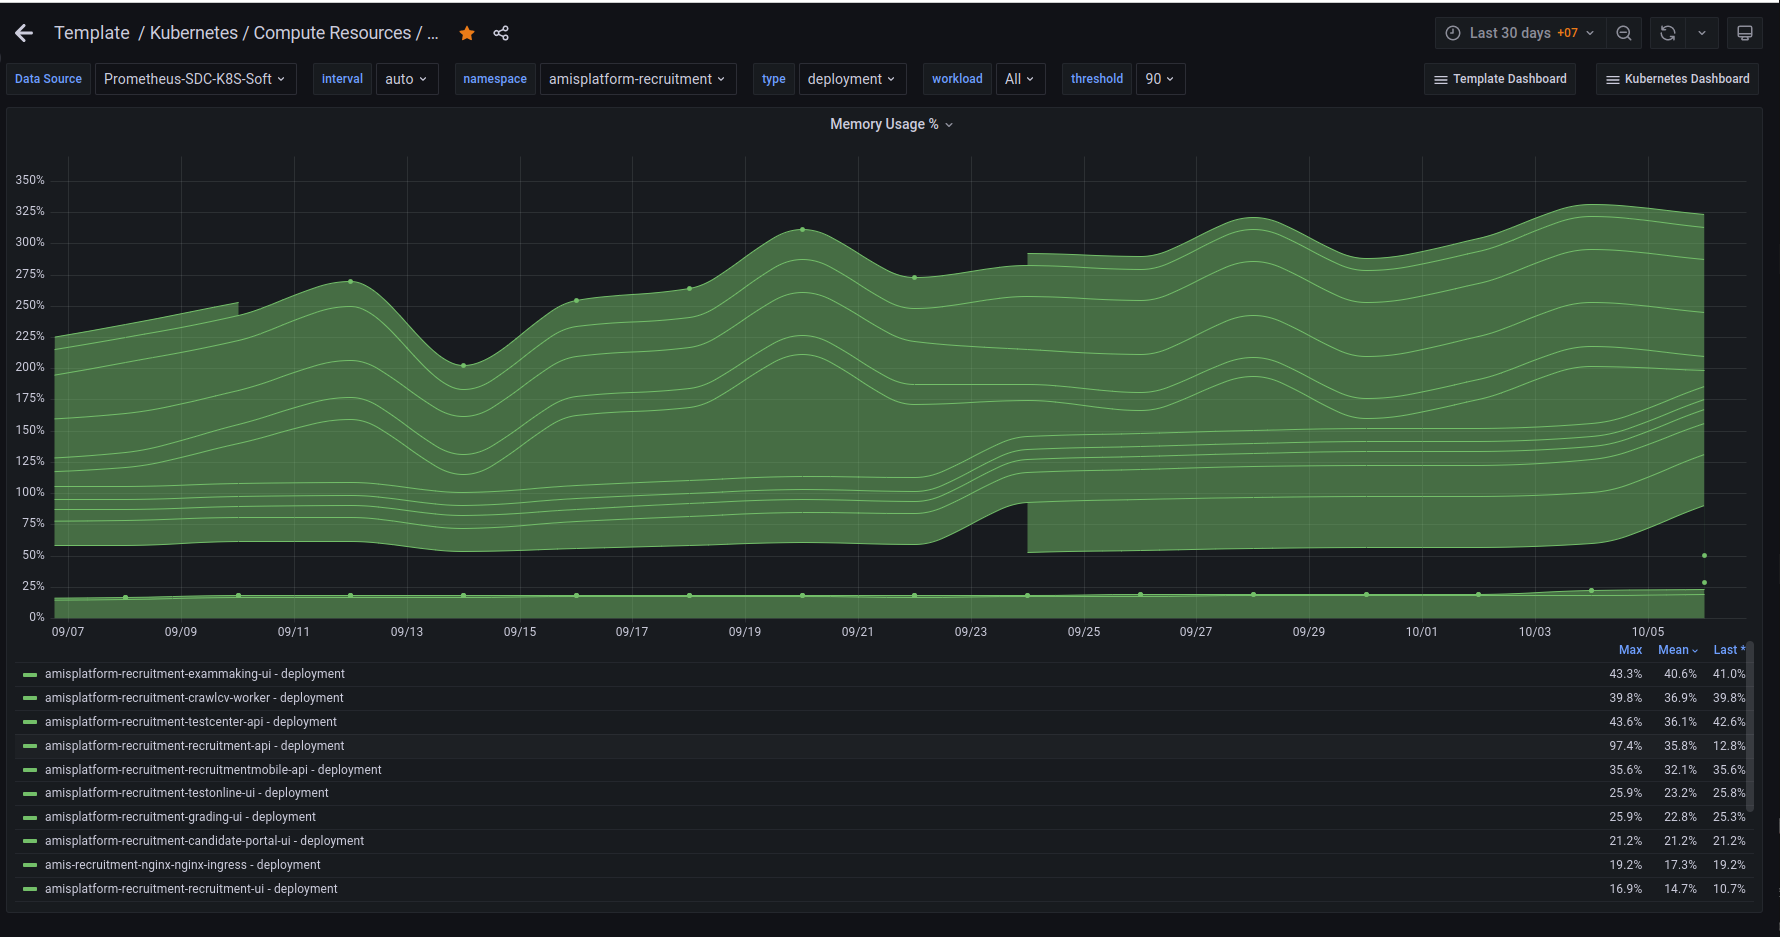 Template / Kubernetes / Compute Resources / ...
Last 30 days +07
Data Source Prometheus-SDC-K8S-Soft interval auto namespace amisplatform-recruitment type deployment workload All threshold 90 Template Dashboard Kubernetes Dashboard
Memory Usage %
350%
325%
300%
275%
250%
225%
200%
175%
150%
125%
100%
75%
50%
25%
0%
09/07 09/09 09/11 09/13 09/15 09/17 09/19 09/21 09/23 09/25 09/27 09/29 10/01 10/03 10/05
Max Mean Last *
amisplatform-recruitment-exammaking-ui - deployment 43.3% 40.6% 41.0%
amisplatform-recruitment-crawlcv-worker - deployment 39.8% 36.9% 39.8%
amisplatform-recruitment-testcenter-api - deployment 43.6% 36.1% 42.6%
amisplatform-recruitment-recruitment-api - deployment 97.4% 35.8% 12.8%
amisplatform-recruitment-recruitmentmobile-api - deployment 35.6% 32.1% 35.6%
amisplatform-recruitment-testonline-ui - deployment 25.9% 23.2% 25.8%
amisplatform-recruitment-grading-ui - deployment 25.9% 22.8% 25.3%
amisplatform-recruitment-candidate-portal-ui - deployment 21.2% 21.2% 21.2%
amis-recruitment-nginx-nginx-ingress - deployment 19.2% 17.3% 19.2%
amisplatform-recruitment-recruitment-ui - deployment 16.9% 14.7% 10.7%